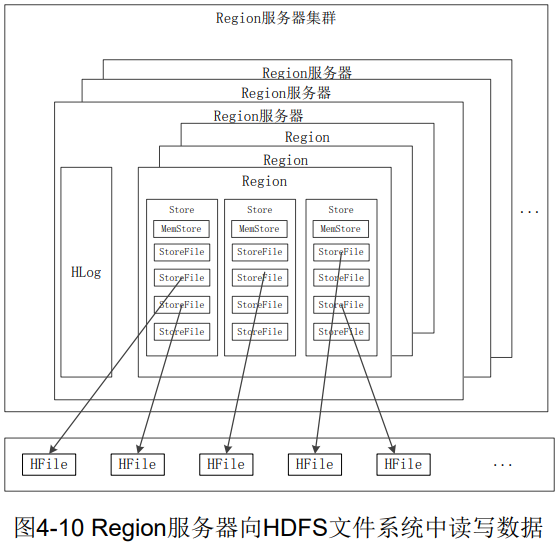 Region服务器集群
Region服务器
Region服务器
Region服务器
Region
Region
Region
HLog
Store
MemStore
StoreFile
StoreFile
StoreFile
StoreFile
Store
MemStore
StoreFile
StoreFile
StoreFile
StoreFile
Store
MemStore
StoreFile
StoreFile
StoreFile
StoreFile
...
HFile
HFile
HFile
HFile
HFile
...
图4-10 Region服务器向HDFS文件系统中读写数据